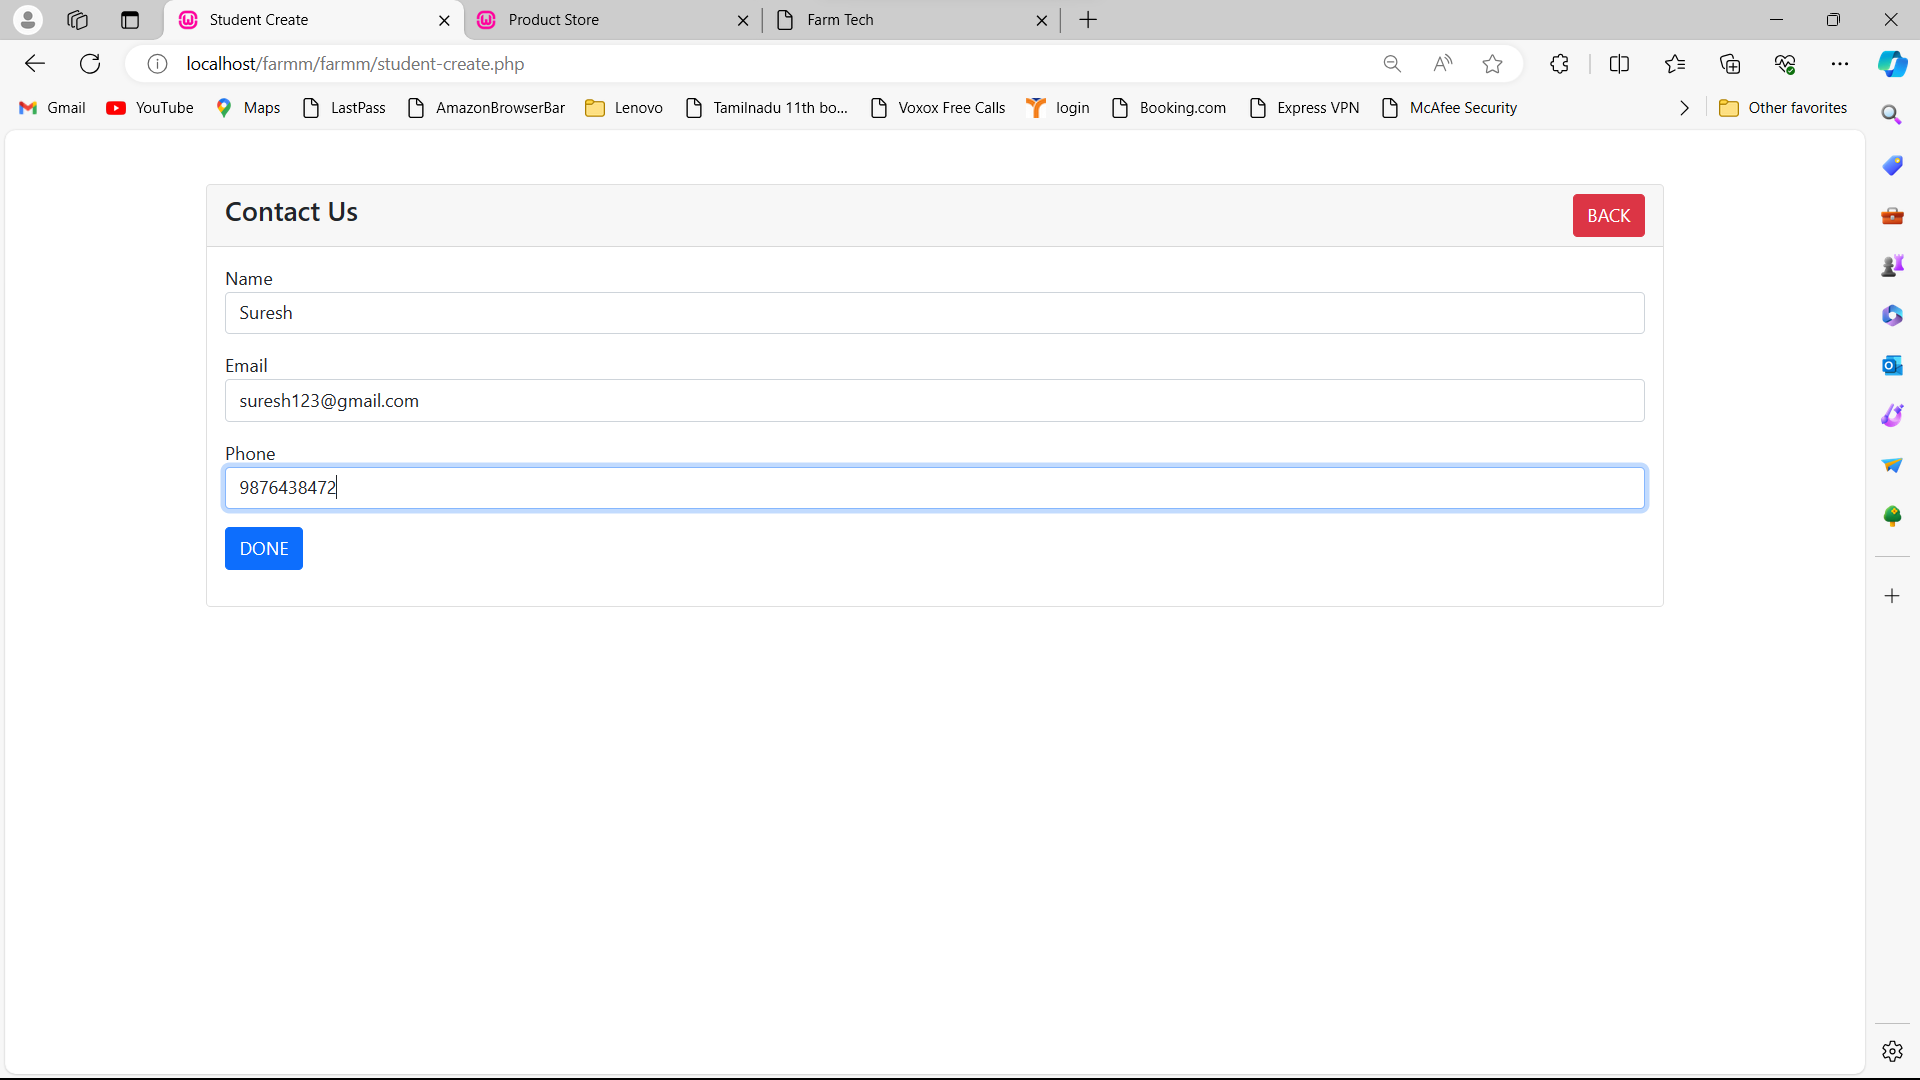 Student Create
Product Store
Farm Tech
localhost/farmm/farmm/student-create.php
Gmail YouTube Maps LastPass AmazonBrowserBar Lenovo Tamilnadu 11th bo... Voxox Free Calls login Booking.com Express VPN McAfee Security Other favorites
Contact Us
BACK
Name
Suresh
Email
suresh123@gmail.com
Phone
9876438472
DONE